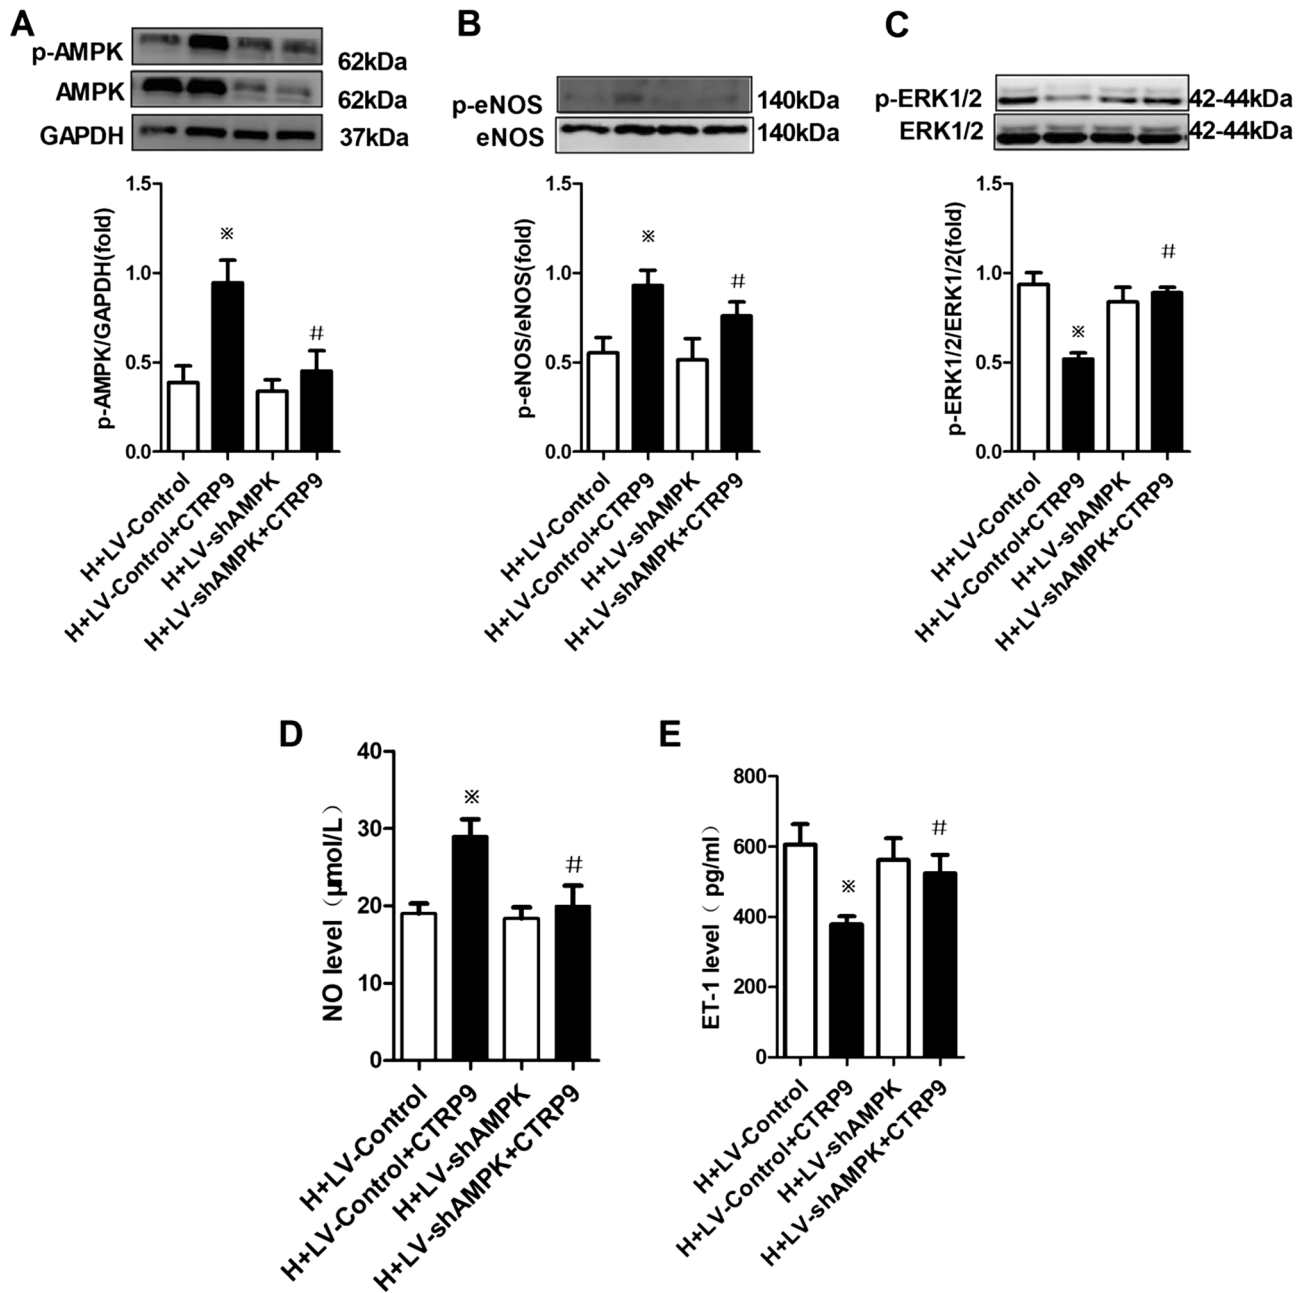 A
p-AMPK
62kDa
AMPK
62kDa
GAPDH
37kDa
p-AMPK/GAPDH(fold)
1.5
1.0
0.5
0.0
※
#
H+LV-Control
H+LV-Control+CTRP9
H+LV-shAMPK
H+LV-shAMPK+CTRP9
B
p-eNOS
140kDa
eNOS
140kDa
p-eNOS/eNOS(fold)
1.5
1.0
0.5
0.0
※
#
H+LV-Control
H+LV-Control+CTRP9
H+LV-shAMPK
H+LV-shAMPK+CTRP9
C
p-ERK1/2
42-44kDa
ERK1/2
42-44kDa
p-ERK1/2/ERK1/2(fold)
1.5
1.0
0.5
0.0
※
#
H+LV-Control
H+LV-Control+CTRP9
H+LV-shAMPK
H+LV-shAMPK+CTRP9
D
NO level（μmol/L）
40
30
20
10
0
※
#
H+LV-Control
H+LV-Control+CTRP9
H+LV-shAMPK
H+LV-shAMPK+CTRP9
E
ET-1 level（pg/ml）
800
600
400
200
0
※
#
H+LV-Control
H+LV-Control+CTRP9
H+LV-shAMPK
H+LV-shAMPK+CTRP9